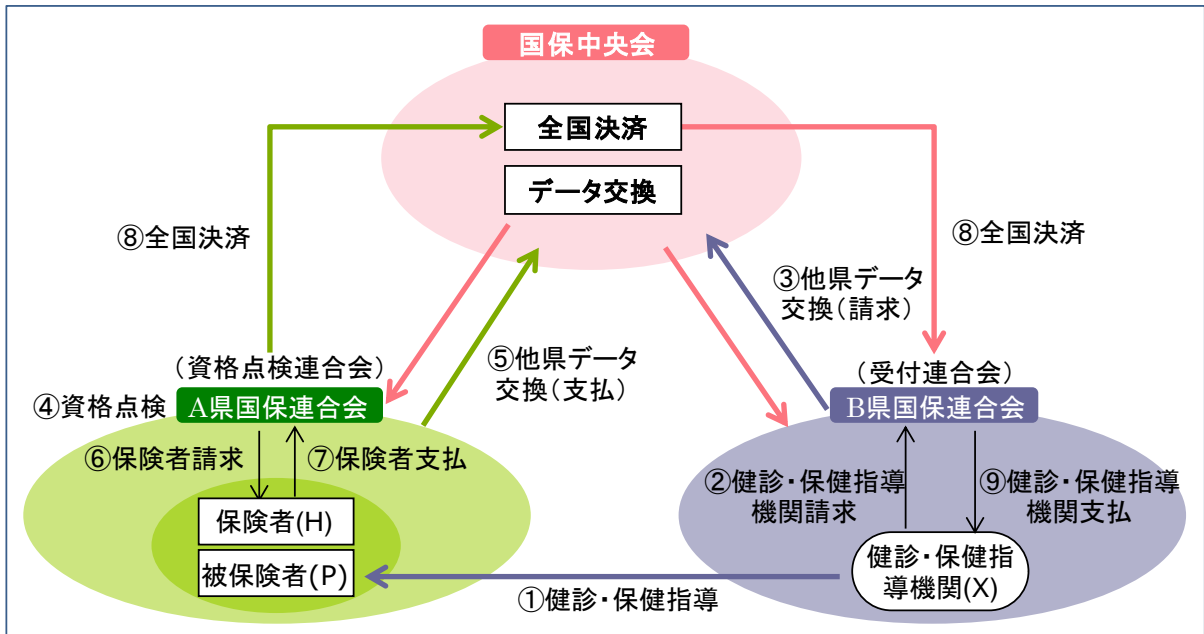 国保中央会
全国決済
データ交換
⑧全国決済
⑧全国決済
③他県データ
交換(請求)
⑤他県データ
交換(支払)
(資格点検連合会)
④資格点検
A県国保連合会
(受付連合会)
B県国保連合会
⑥保険者請求
⑦保険者支払
②健診・保健指導
機関請求
⑨健診・保健指導
機関支払
保険者(H)
被保険者(P)
健診・保健指
導機関(X)
①健診・保健指導